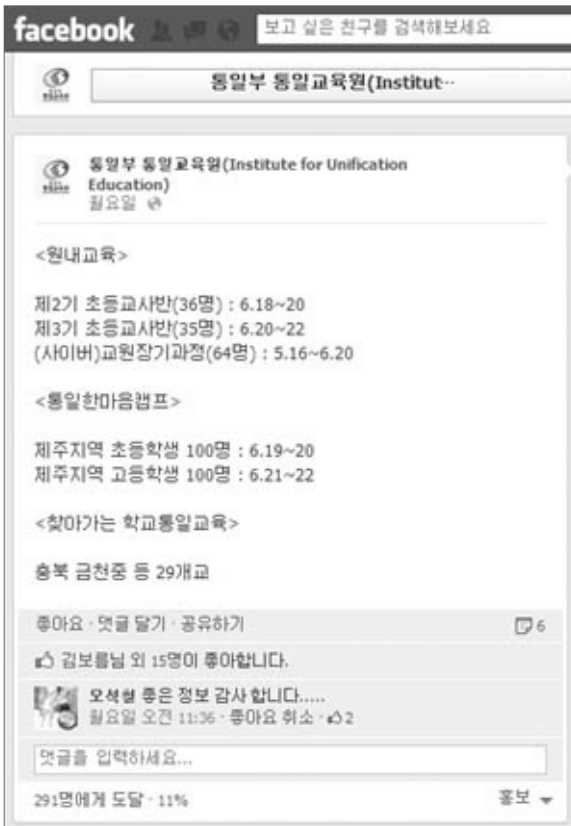 facebook
보고 싶은 친구를 검색해보세요
통일부 통일교육원(Institut···
통일부 통일교육원(Institute for Unification
Education)
월요일
<원내교육>
제2기 초등교사반(36명) : 6.18~20
제3기 초등교사반(35명) : 6.20~22
(사이버)교원장기과정(64명) : 5.16~6.20
<통일한마음캠프>
제주지역 초등학생 100명 : 6.19~20
제주지역 고등학생 100명 : 6.21~22
<찾아가는 학교통일교육>
충북 금천중 등 29개교
좋아요 · 댓글 달기 · 공유하기 6
김보름님 외 15명이 좋아합니다.
오석철 좋은 정보 감사합니다.....
월요일 오전 11:36 · 좋아요 취소 · 2
댓글을 입력하세요...
291명에게 도달 · 11% 홍보